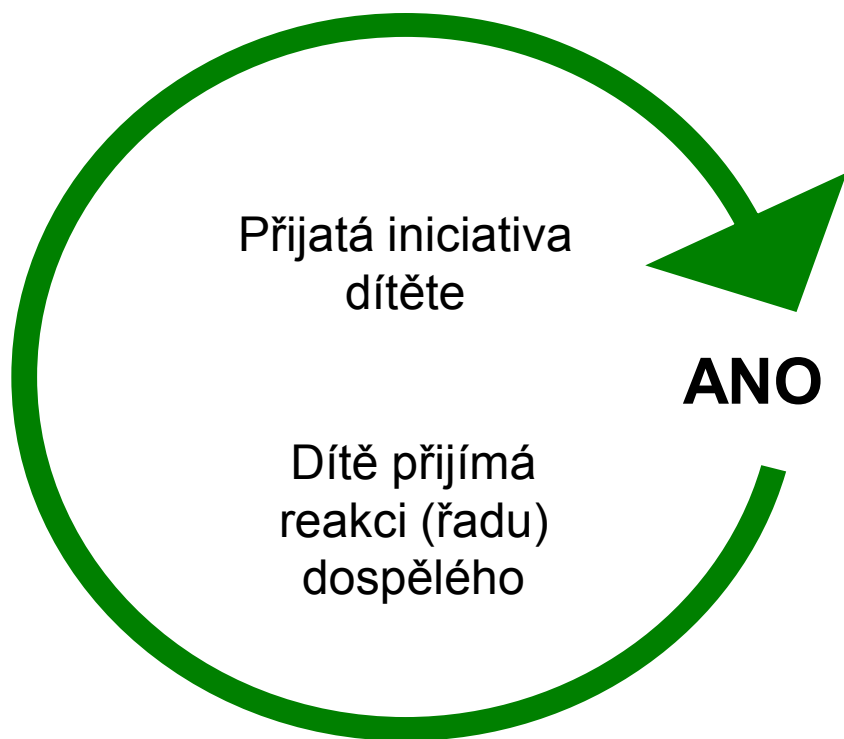 Přijatá iniciativa
dítěte
ANO
Dítě přijímá
reakci (řadu)
dospělého